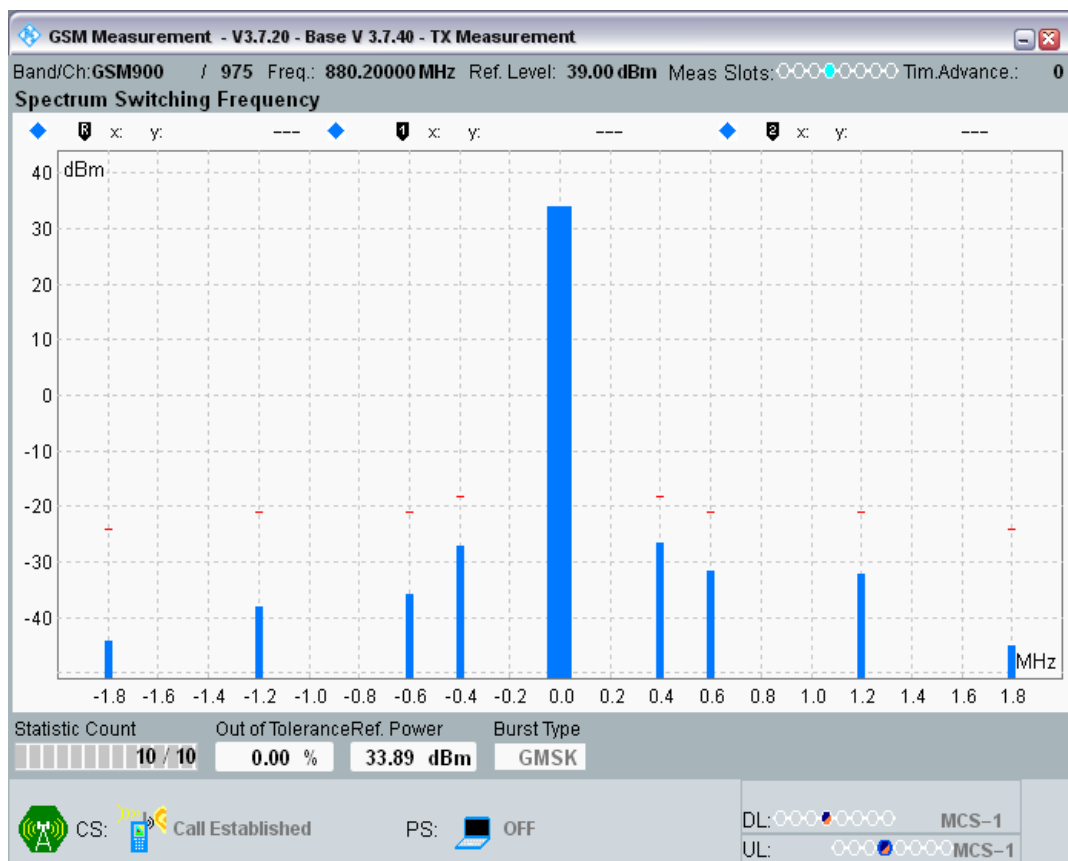 GSM Measurement - V3.7.20 - Base V 3.7.40 - TX Measurement
Band/Ch:GSM900 / 975 Freq.: 880.20000 MHz Ref. Level: 39.00 dBm Meas Slots: Tim.Advance.: 0
Spectrum Switching Frequency
R x: y: --- 1 x: y: --- 2 x: y: ---
dBm
40
30
20
10
0
-10
-20
-30
-40
MHz
-1.8 -1.6 -1.4 -1.2 -1.0 -0.8 -0.6 -0.4 -0.2 0.0 0.2 0.4 0.6 0.8 1.0 1.2 1.4 1.6 1.8
Statistic Count Out of Tolerance Ref. Power Burst Type
10 / 10 0.00 % 33.89 dBm GMSK
CS: Call Established PS: OFF
DL: MCS-1
UL: MCS-1